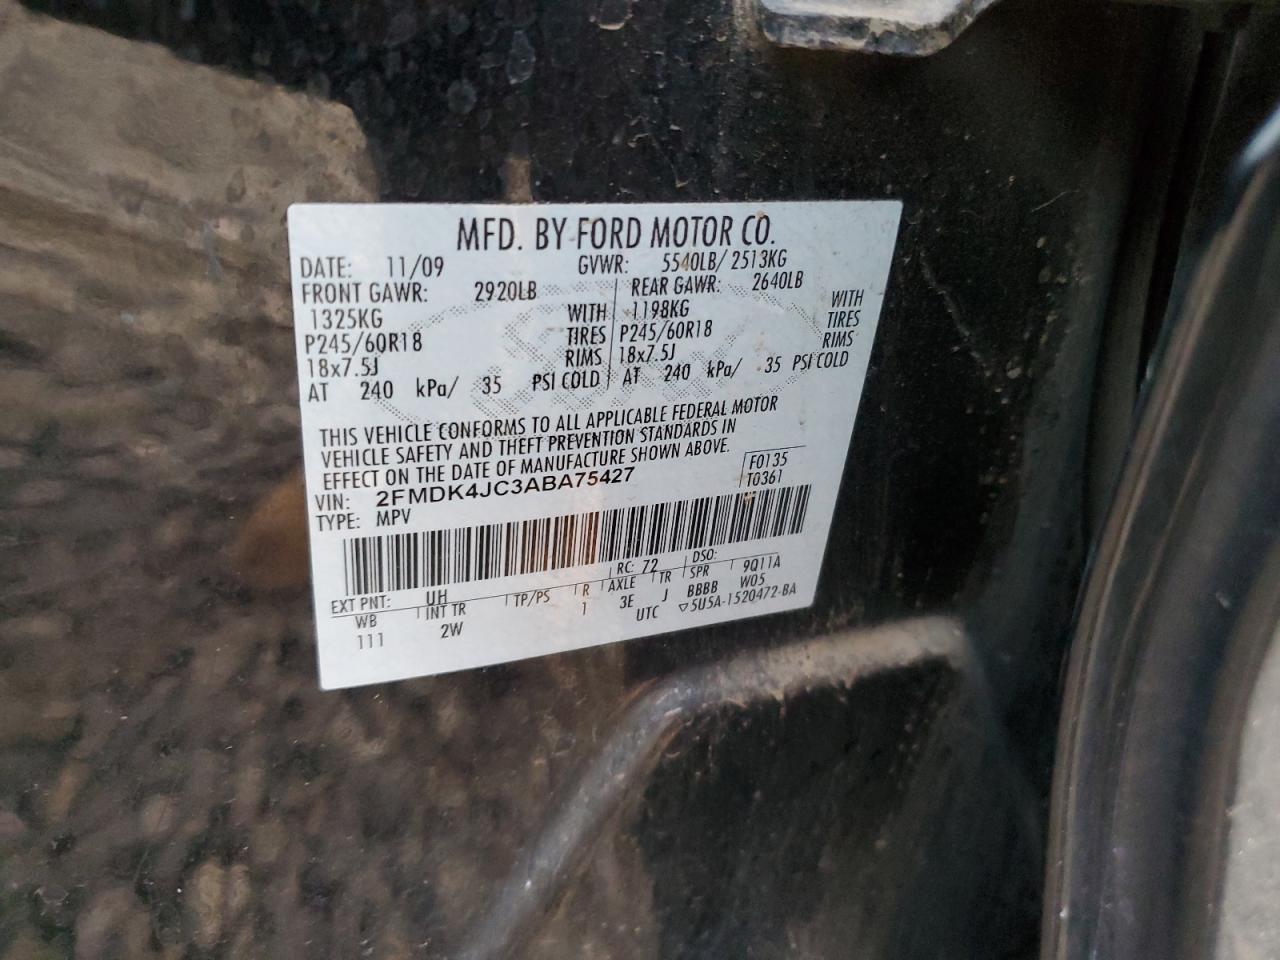 MFD. BY FORD MOTOR CO.
DATE: 11/09 GVWR: 5540LB/ 2513KG
FRONT GAWR: 2920LB REAR GAWR: 2640LB
1325KG WITH 1198KG WITH
P245/60R18 TIRES P245/60R18 TIRES
18x7.5J RIMS 18x7.5J RIMS
AT 240 kPa/ 35 PSI COLD AT 240 kPa/ 35 PSI COLD
THIS VEHICLE CONFORMS TO ALL APPLICABLE FEDERAL MOTOR
VEHICLE SAFETY AND THEFT PREVENTION STANDARDS IN
EFFECT ON THE DATE OF MANUFACTURE SHOWN ABOVE.
F0135
VIN: 2FMDK4JC3ABA75427 T0361
TYPE: MPV
EXT PNT: UH RC: 72 DSO:
WB INT TR TP/PS R AXLE TR SPR 9Q11A
111 2W 1 3E J BBBB W05
UTC ▽5U5A-1520472-BA